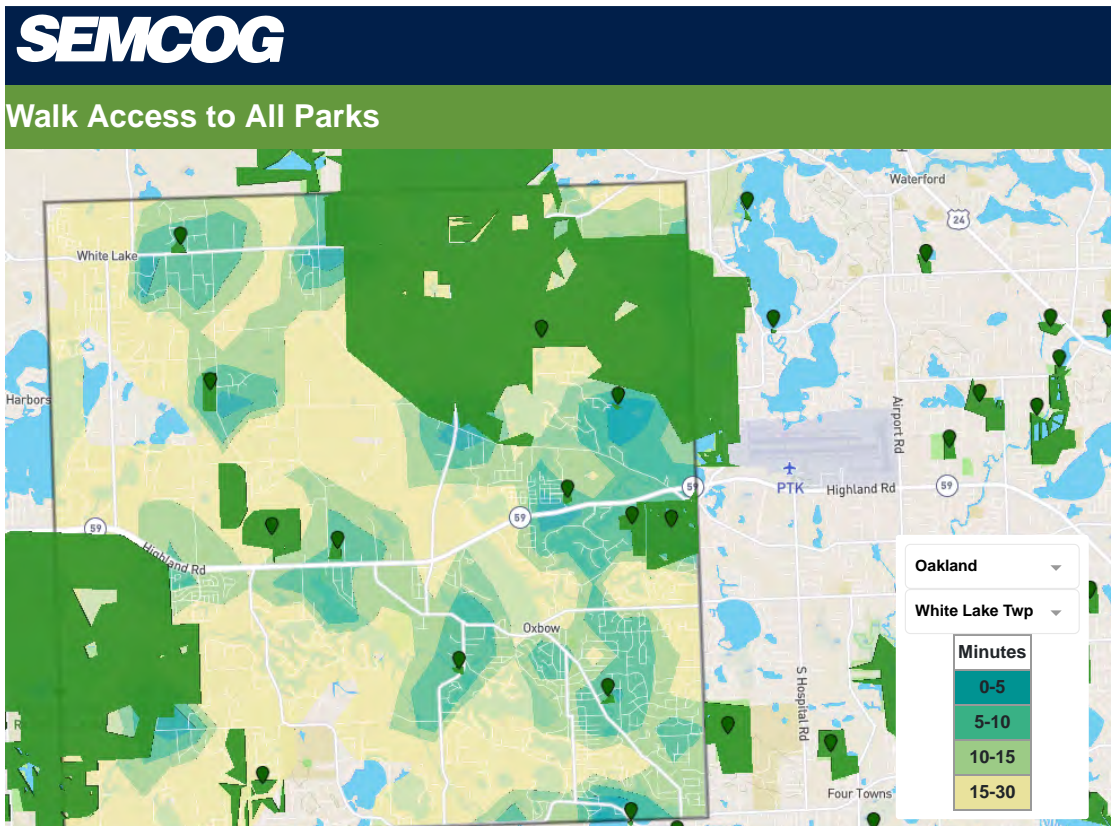 SEMCOG
Walk Access to All Parks
Waterford
24
White Lake
Harbors
Airport Rd
PTK
Highland Rd
59
59
59
59
Highland Rd
Oxbow
S Hospital Rd
Four Towns
Oakland
White Lake Twp
Minutes
0-5
5-10
10-15
15-30